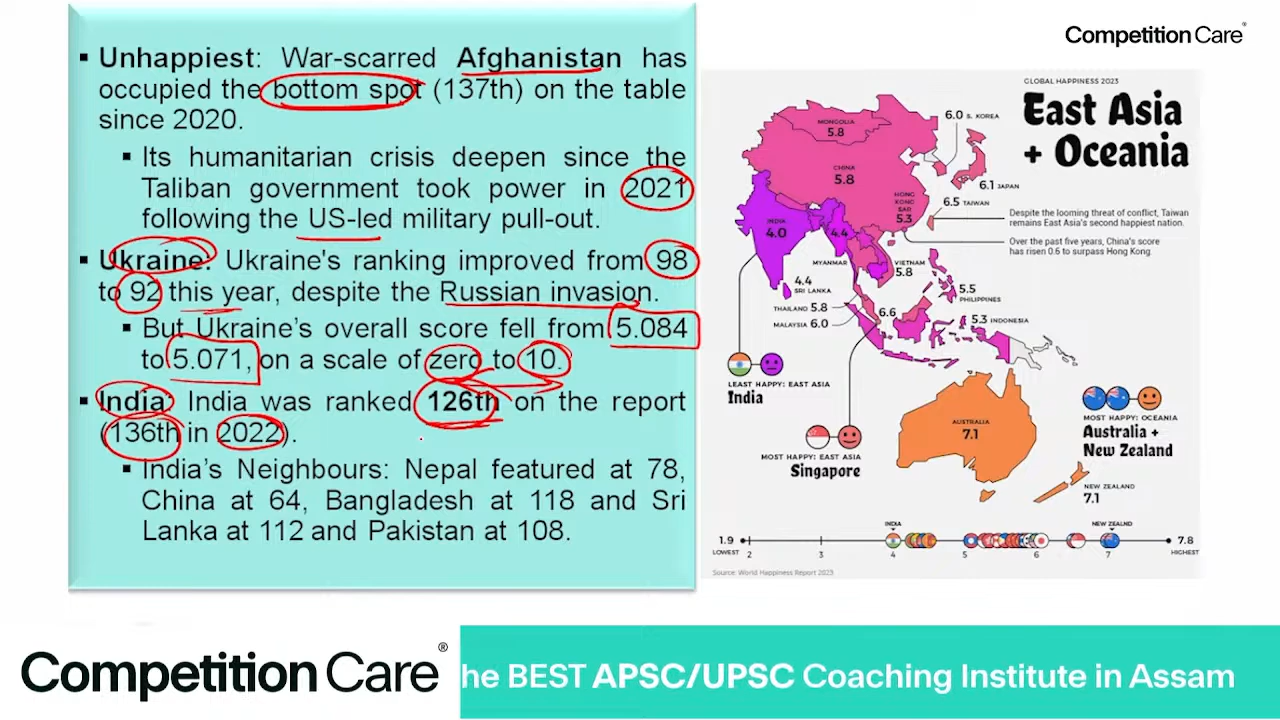 Competition Care®
▪ Unhappiest: War-scarred Afghanistan has
occupied the bottom spot (137th) on the table
since 2020.
▪ Its humanitarian crisis deepen since the
Taliban government took power in 2021
following the US-led military pull-out.
▪ Ukraine: Ukraine's ranking improved from 98
to 92 this year, despite the Russian invasion.
▪ But Ukraine's overall score fell from 5.084
to 5.071, on a scale of zero to 10.
▪ India: India was ranked 126th on the report
(136th in 2022).
▪ India's Neighbours: Nepal featured at 78,
China at 64, Bangladesh at 118 and Sri
Lanka at 112 and Pakistan at 108.
GLOBAL HAPPINESS 2023
East Asia
+ Oceania
6.0 S. KOREA
MONGOLIA
5.8
CHINA
5.8
6.1 JAPAN
HONG
KONG
SAR
5.3
6.5 TAIWAN
Despite the looming threat of conflict, Taiwan
remains East Asia's second happiest nation.
Over the past five years, China's score
has risen 0.6 to surpass Hong Kong.
INDIA
4.0
4.4
MYANMAR
VIETNAM
5.8
4.4
SRI LANKA
5.5
PHILIPPINES
THAILAND 5.8
MALAYSIA 6.0
6.6
5.3 INDONESIA
LEAST HAPPY: EAST ASIA
India
MOST HAPPY: EAST ASIA
Singapore
AUSTRALIA
7.1
MOST HAPPY: OCEANIA
Australia +
New Zealand
NEW ZEALAND
7.1
INDIA
NEW ZEALND
1.9
LOWEST
2 3 4 5 6 7
7.8
HIGHEST
Source: World Happiness Report 2023
Competition Care®
he BEST APSC/UPSC Coaching Institute in Assam